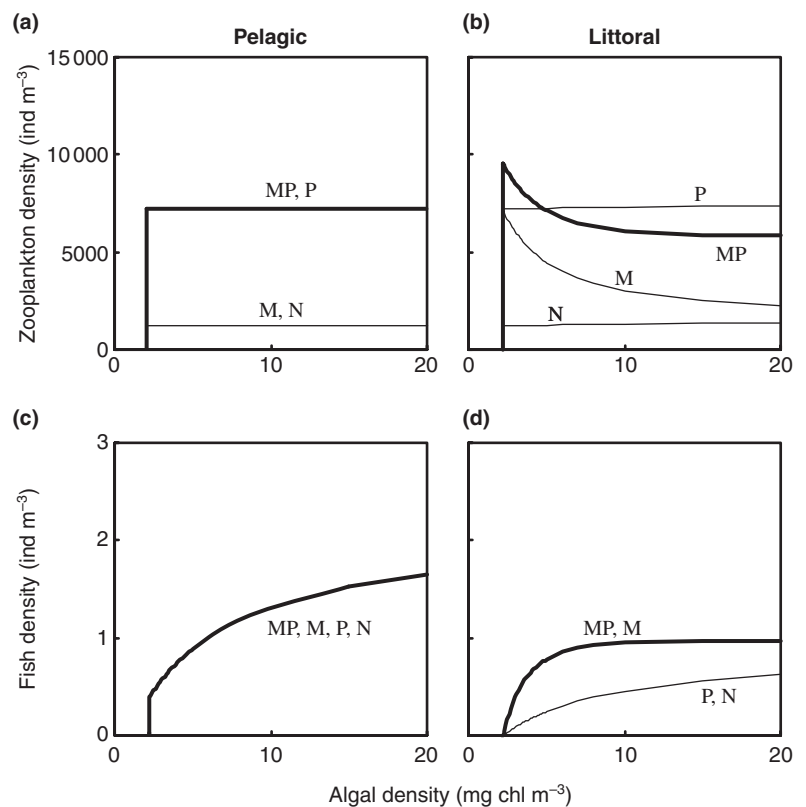 (a)
Pelagic
(b)
Littoral
Zooplankton density (ind m⁻³)
15 000
10 000
5000
0
MP, P
M, N
0
10
20
P
MP
M
N
0
10
20
(c)
(d)
Fish density (ind m⁻³)
3
2
1
0
MP, M, P, N
0
10
20
MP, M
P, N
0
10
20
Algal density (mg chl m⁻³)